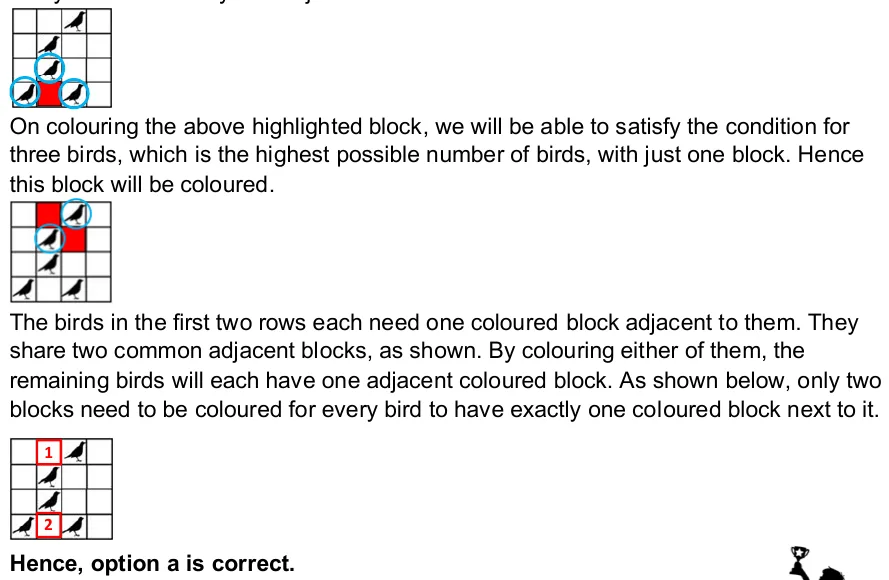 On colouring the above highlighted block, we will be able to satisfy the condition for
three birds, which is the highest possible number of birds, with just one block. Hence
this block will be coloured.
The birds in the first two rows each need one coloured block adjacent to them. They
share two common adjacent blocks, as shown. By colouring either of them, the
remaining birds will each have one adjacent coloured block. As shown below, only two
blocks need to be coloured for every bird to have exactly one coloured block next to it.
1
2
Hence, option a is correct.